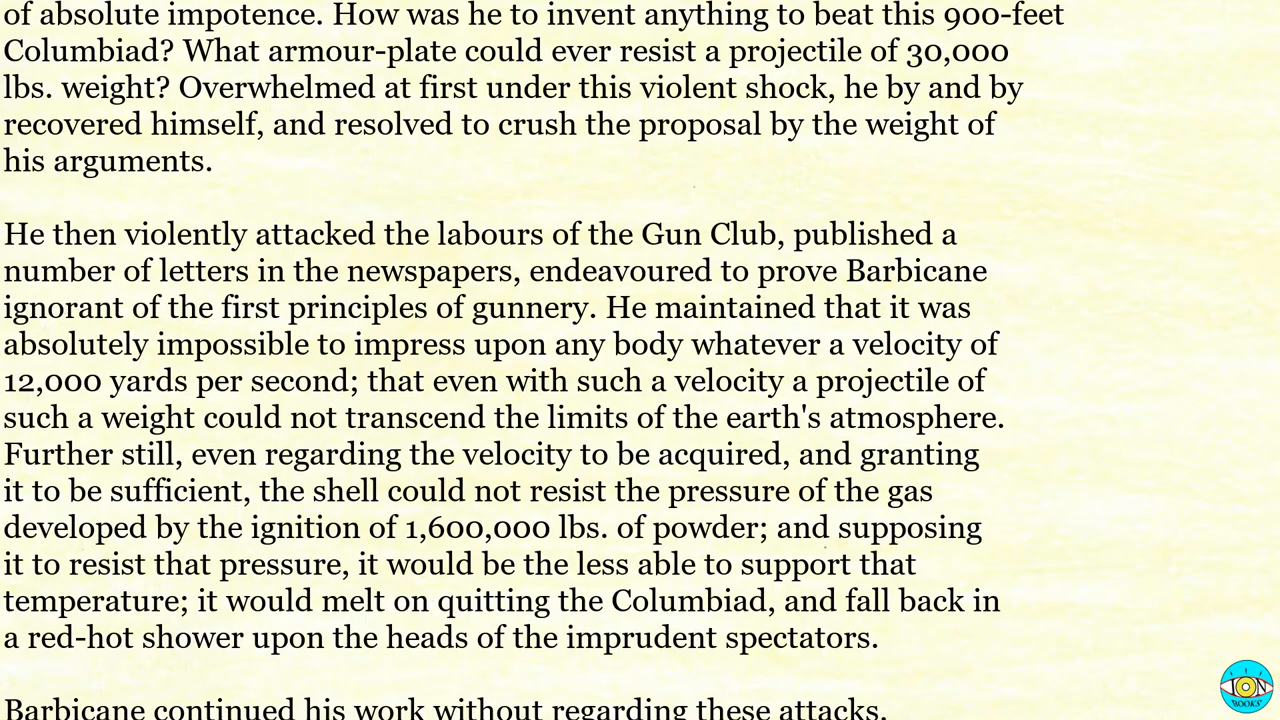 of absolute impotence. How was he to invent anything to beat this 900-feet
Columbiad? What armour-plate could ever resist a projectile of 30,000
lbs. weight? Overwhelmed at first under this violent shock, he by and by
recovered himself, and resolved to crush the proposal by the weight of
his arguments.
He then violently attacked the labours of the Gun Club, published a
number of letters in the newspapers, endeavoured to prove Barbicane
ignorant of the first principles of gunnery. He maintained that it was
absolutely impossible to impress upon any body whatever a velocity of
12,000 yards per second; that even with such a velocity a projectile of
such a weight could not transcend the limits of the earth's atmosphere.
Further still, even regarding the velocity to be acquired, and granting
it to be sufficient, the shell could not resist the pressure of the gas
developed by the ignition of 1,600,000 lbs. of powder; and supposing
it to resist that pressure, it would be the less able to support that
temperature; it would melt on quitting the Columbiad, and fall back in
a red-hot shower upon the heads of the imprudent spectators.
Barbicane continued his work without regarding these attacks.
ION
BOOKS